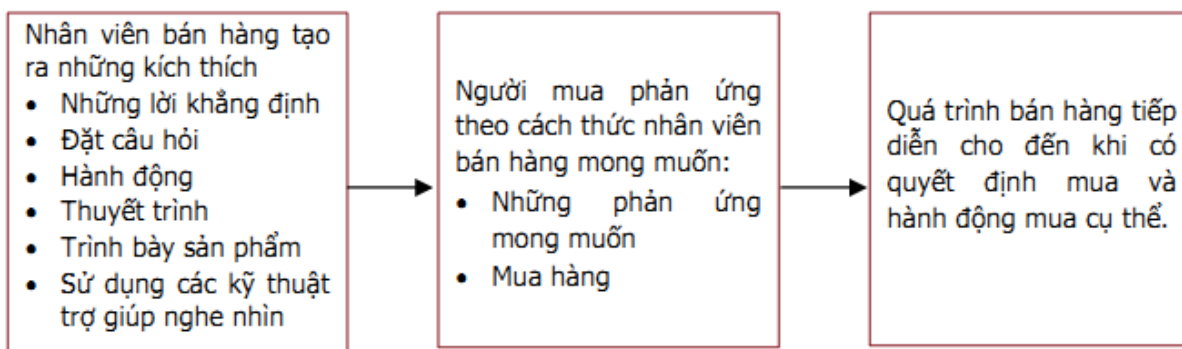 Nhân viên bán hàng tạo
ra những kích thích
• Những lời khẳng định
• Đặt câu hỏi
• Hành động
• Thuyết trình
• Trình bày sản phẩm
• Sử dụng các kỹ thuật
trợ giúp nghe nhìn
Người mua phản ứng
theo cách thức nhân viên
bán hàng mong muốn:
• Những phản ứng
mong muốn
• Mua hàng
Quá trình bán hàng tiếp
diễn cho đến khi có
quyết định mua và
hành động mua cụ thể.